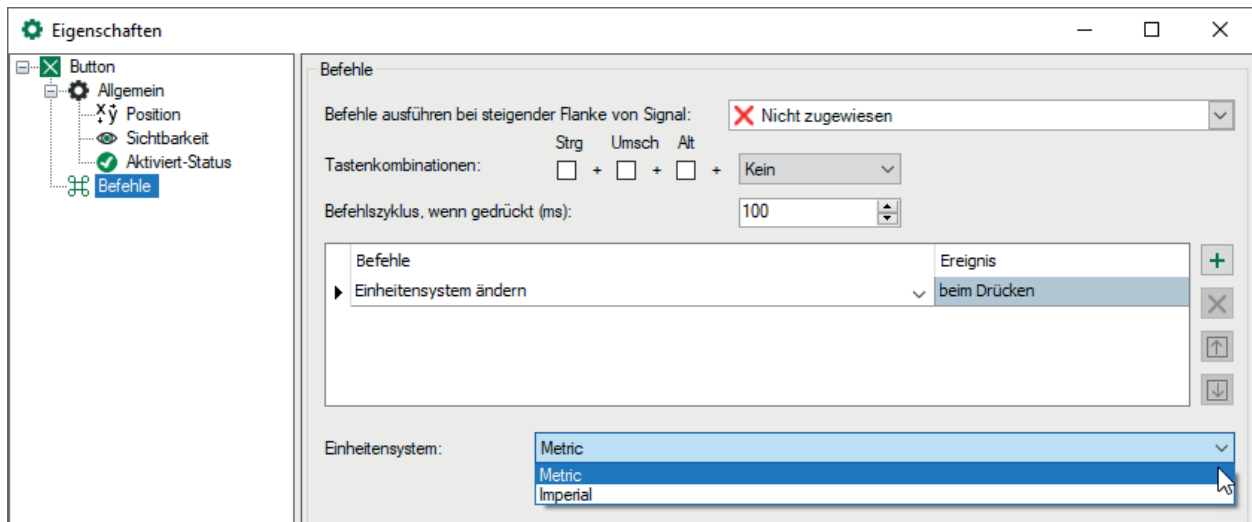 Eigenschaften
Button
Allgemein
Position
Sichtbarkeit
Aktiviert-Status
Befehle
Befehle
Befehle ausführen bei steigender Flanke von Signal: Nicht zugewiesen
Strg Umsch Alt
Tastenkombinationen: + + + Kein
Befehlszyklus, wenn gedrückt (ms): 100
Befehle Ereignis
Einheitensystem ändern beim Drücken
Einheitensystem: Metric
Metric
Imperial